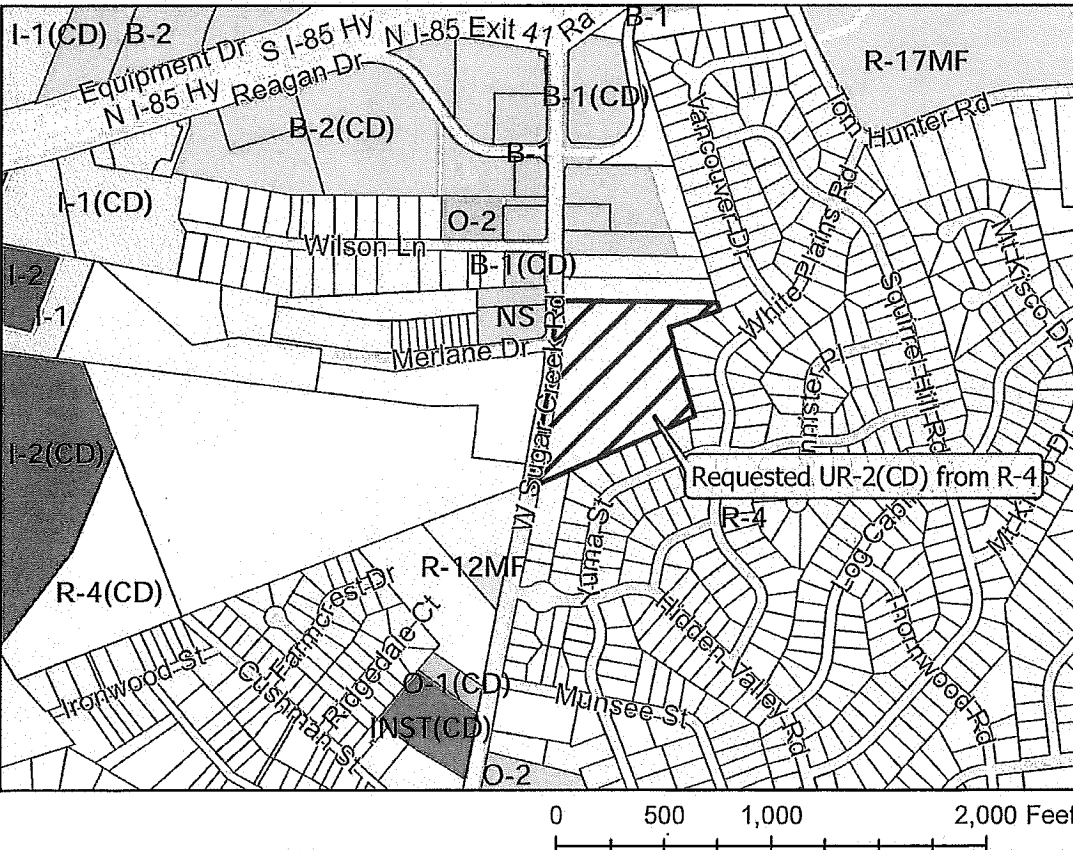 I-1(CD)
B-2
Equipment Dr
S I-85 Hy
N I-85 Exit 41 Ra
B-1
N I-85 Hy
Reagan Dr
R-17MF
B-1(CD)
B-2(CD)
B-
Tom Hunter Rd
Vancouver Dr
I-1(CD)
O-2
Wilson Ln
White Plains Rd
Mt Kisco Dr
B-1(CD)
I-2
I-1
NS
Merlane Dr
Squirrel Hill Rd
W Sugar Creek Rd
I-2(CD)
Requested UR-2(CD) from R-4
R-4
Mt Kisco Dr
Yuma St
R-12MF
R-4(CD)
Farmcrest Dr
Ridgedale Ct
Hidden Valley Rd
Thornwood Rd
Ironwood St
Cushman St
O-1(CD)
Munsee St
INST(CD)
O-2
0 500 1,000 2,000 Feet